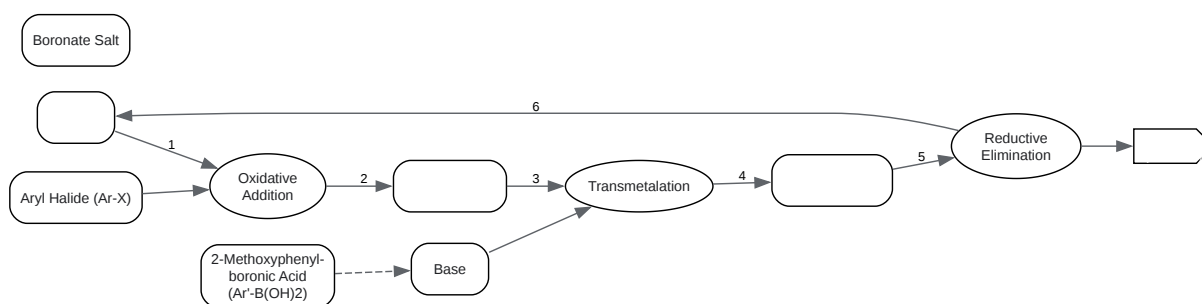 Boronate Salt
6
1
Reductive
Elimination
Oxidative
Addition
2
3
Transmetalation
4
5
Aryl Halide (Ar-X)
2-Methoxyphenyl-
boronic Acid
(Ar'-B(OH)2)
Base